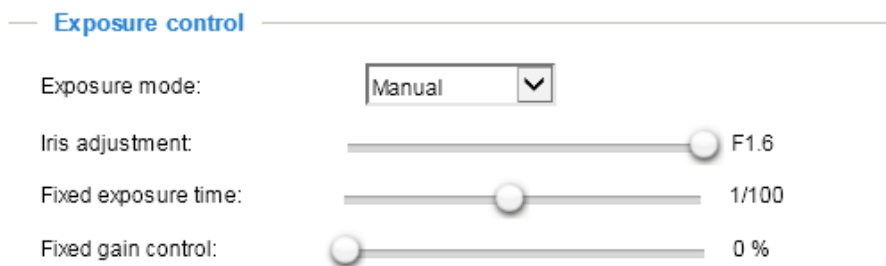 Exposure control
Exposure mode: Manual
Iris adjustment: F1.6
Fixed exposure time: 1/100
Fixed gain control: 0 %